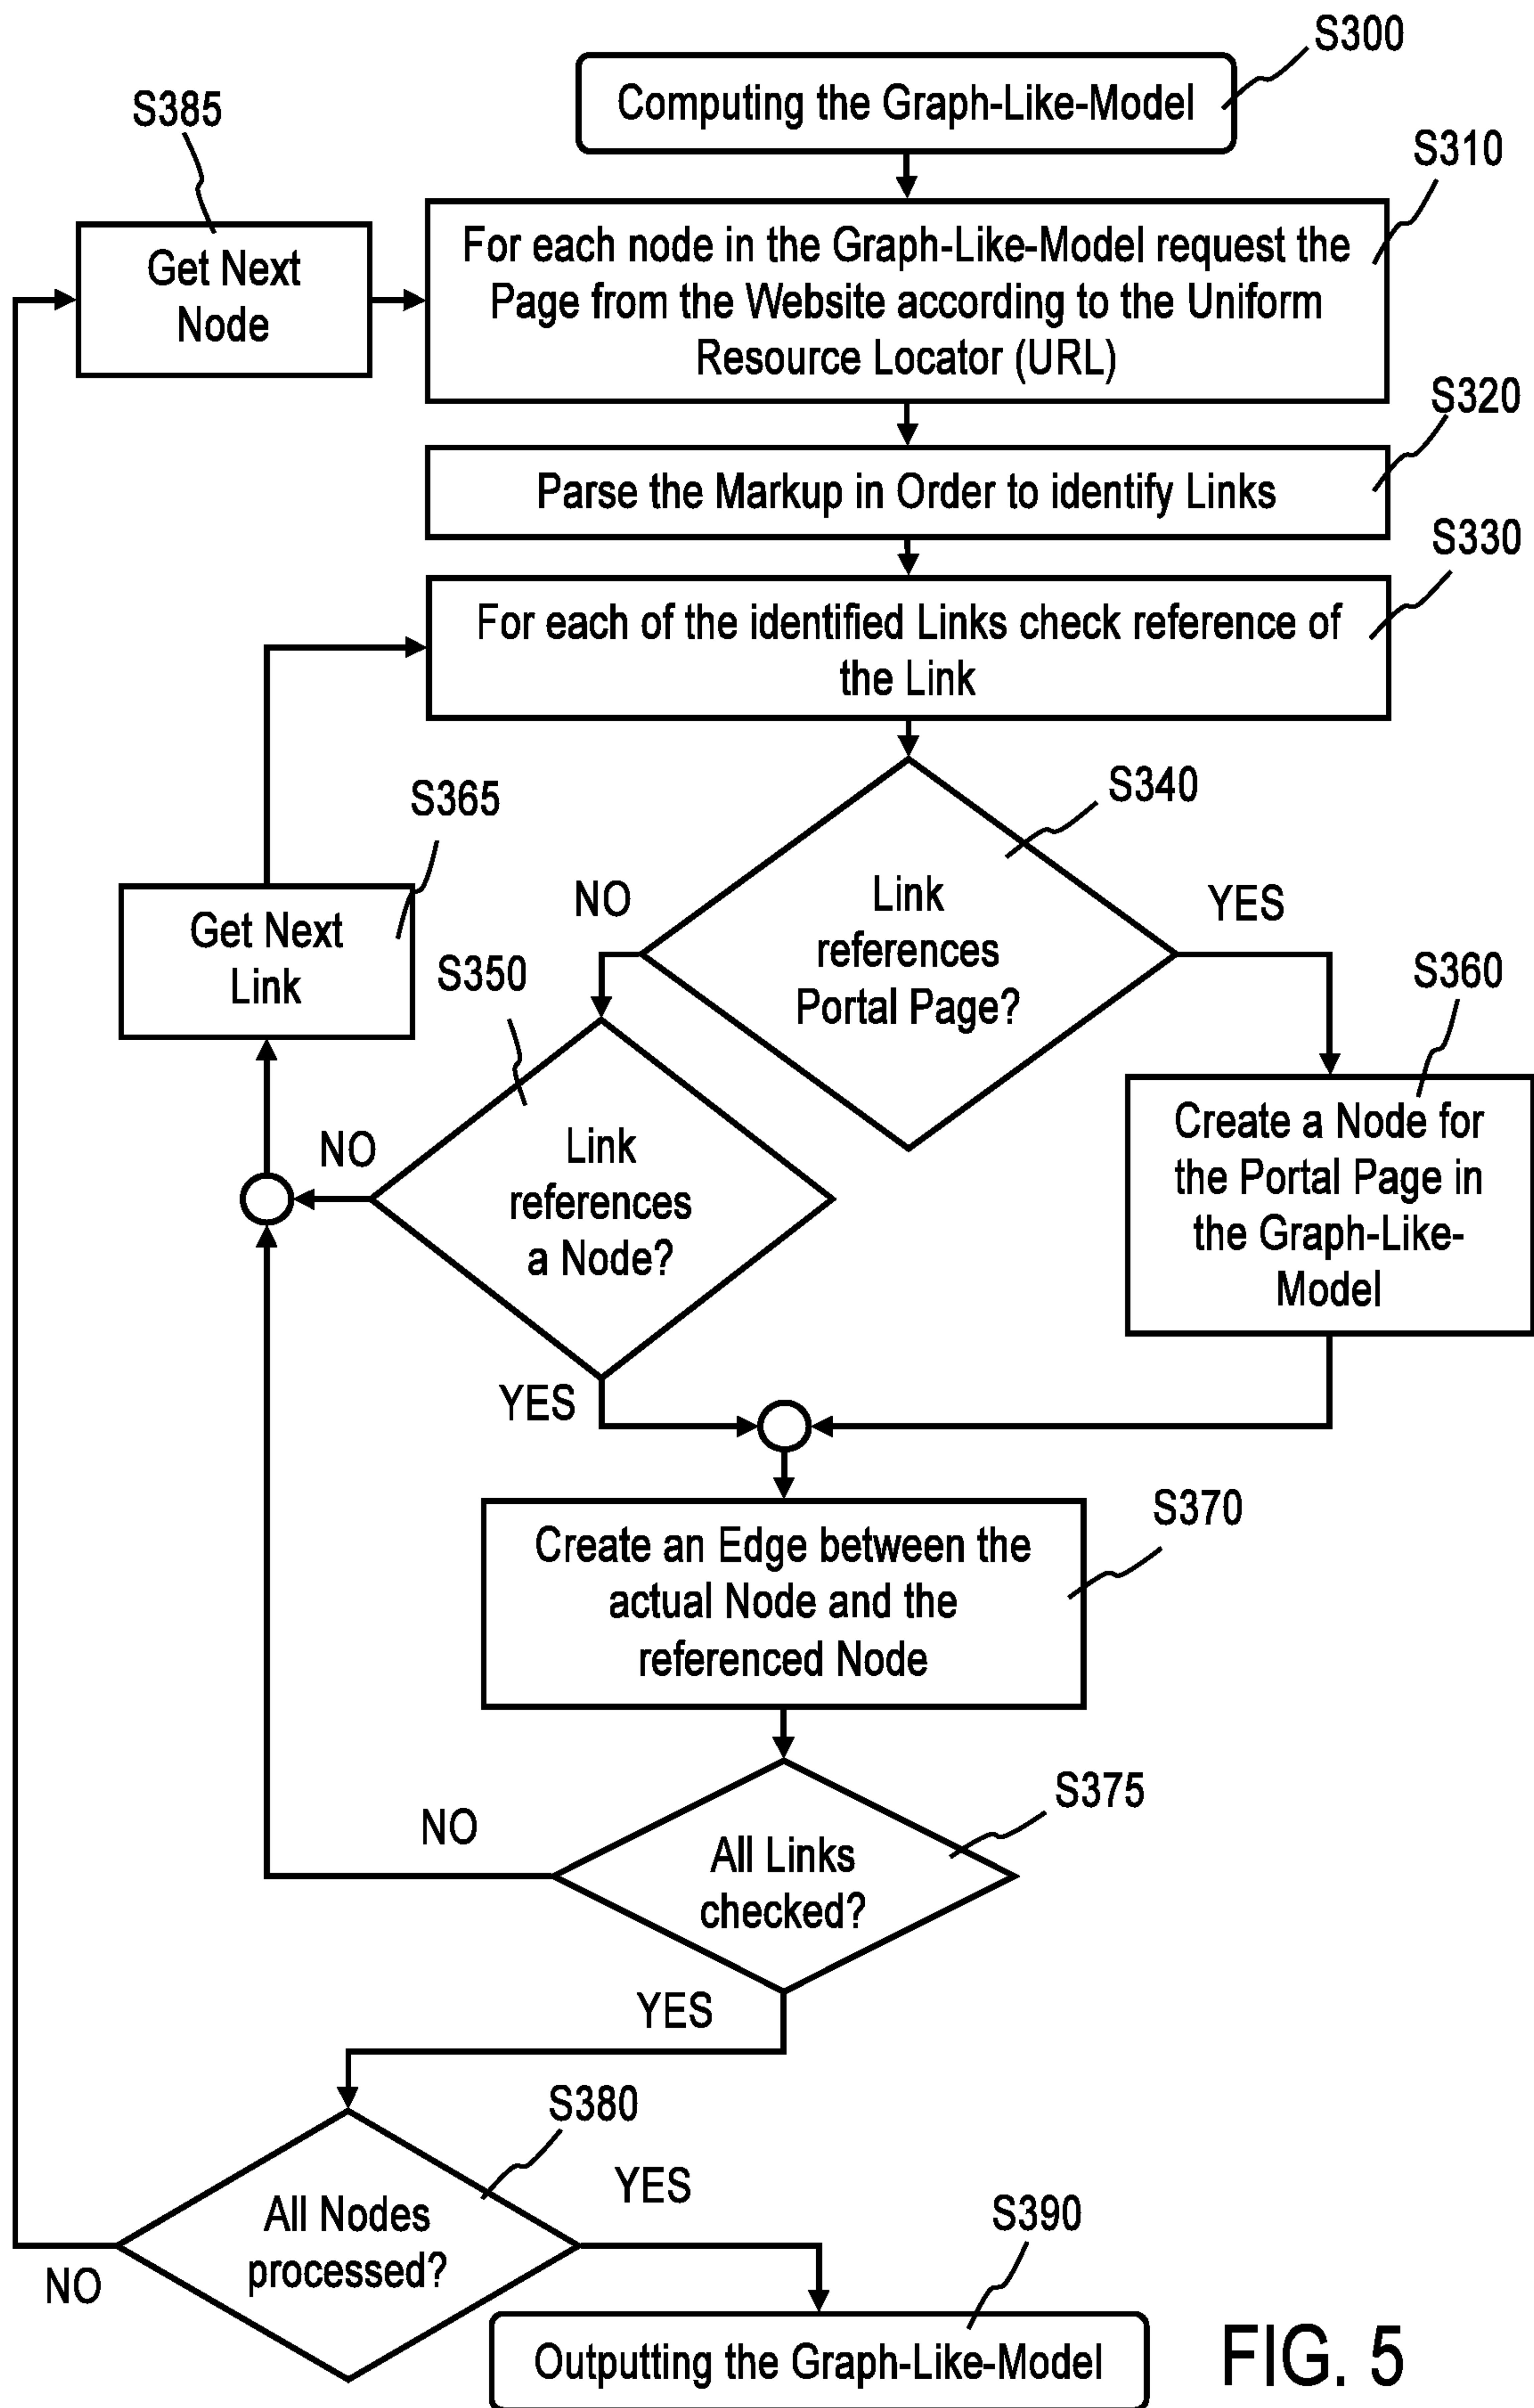 S300
Computing the Graph-Like-Model
S385
S310
Get Next
Node
For each node in the Graph-Like-Model request the
Page from the Website according to the Uniform
Resource Locator (URL)
S320
Parse the Markup in Order to identify Links
S330
For each of the identified Links check reference of
the Link
S365
S340
Get Next
Link
NO
Link
references
Portal Page?
YES
S350
S360
NO
Link
references
a Node?
Create a Node for
the Portal Page in
the Graph-Like-
Model
YES
S370
Create an Edge between the
actual Node and the
referenced Node
S375
NO
All Links
checked?
YES
S380
YES
All Nodes
processed?
NO
S390
Outputting the Graph-Like-Model
FIG. 5